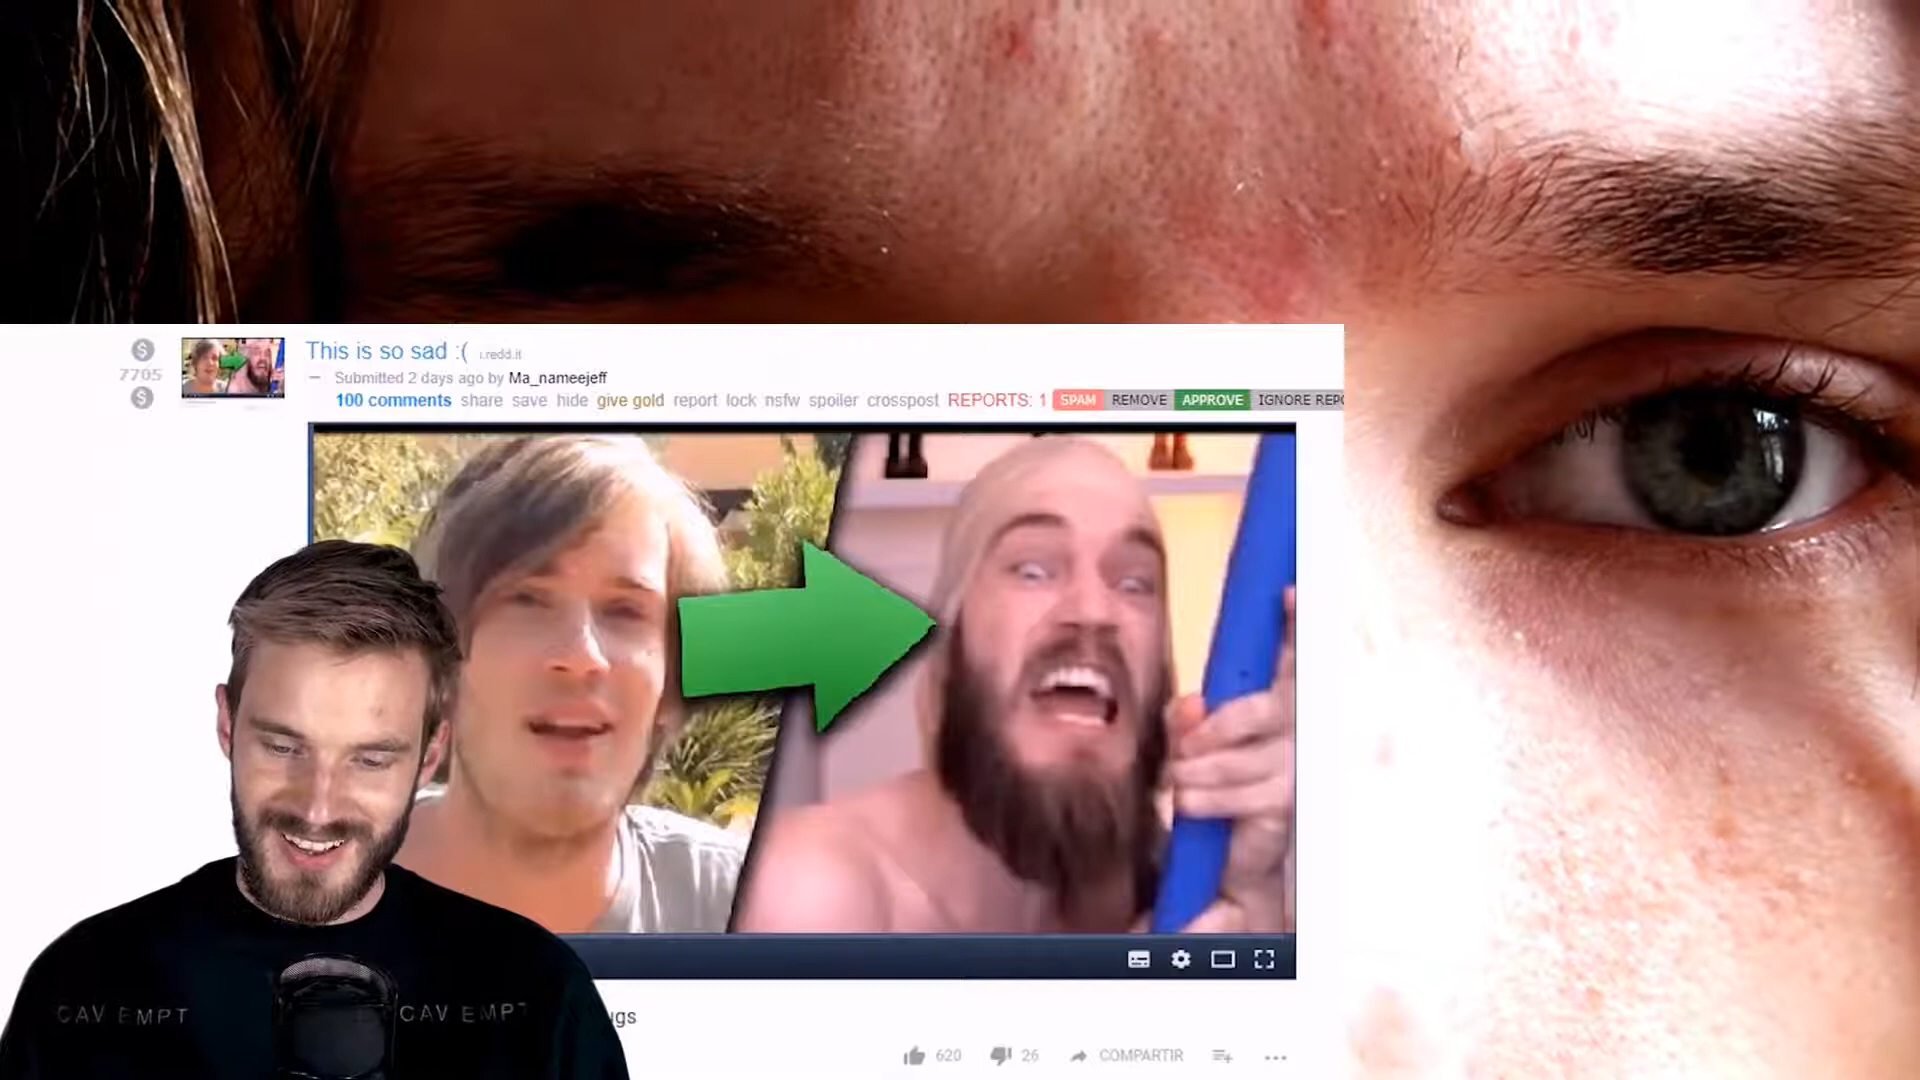 This is so sad :( i.redd.it
7705
Submitted 2 days ago by Ma_nameejeff
100 comments share save hide give gold report lock nsfw spoiler crosspost REPORTS: 1 SPAM REMOVE APPROVE IGNORE REPO
CAV EMPT CAV EMPT
ugs
620 26 COMPARTIR